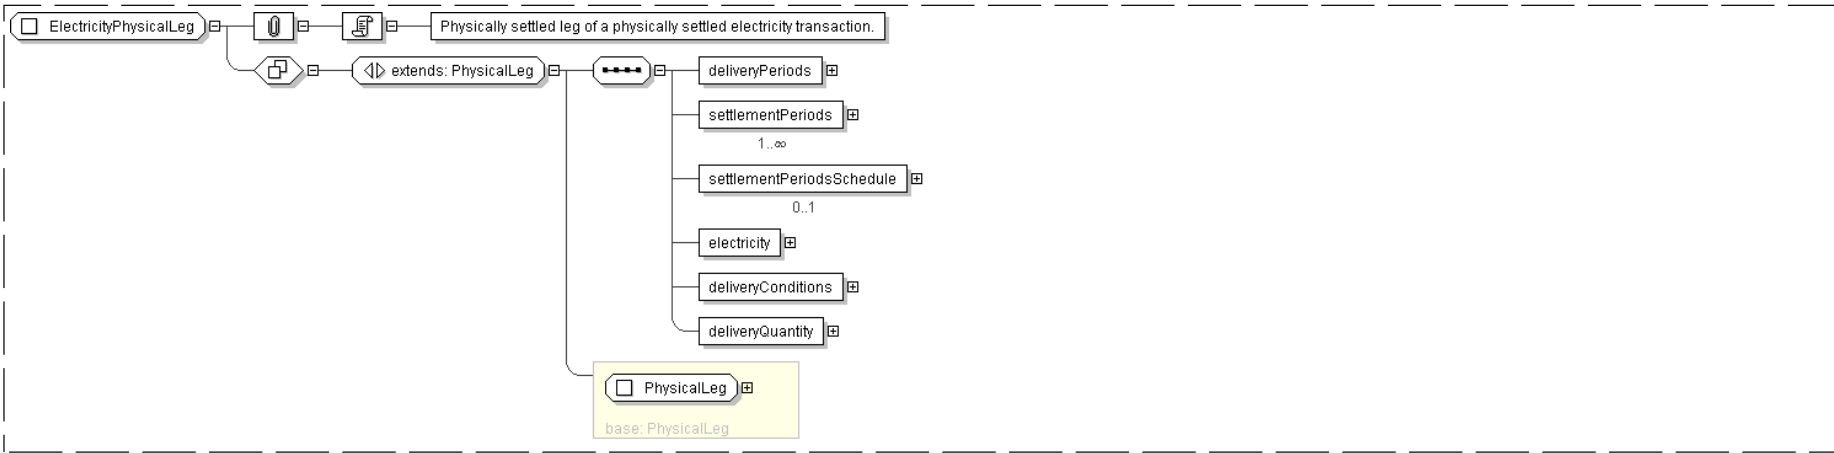 ElectricityPhysicalLeg
Physically settled leg of a physically settled electricity transaction.
extends: PhysicalLeg
deliveryPeriods
settlementPeriods
1..∞
settlementPeriodsSchedule
0..1
electricity
deliveryConditions
deliveryQuantity
PhysicalLeg
base: PhysicalLeg